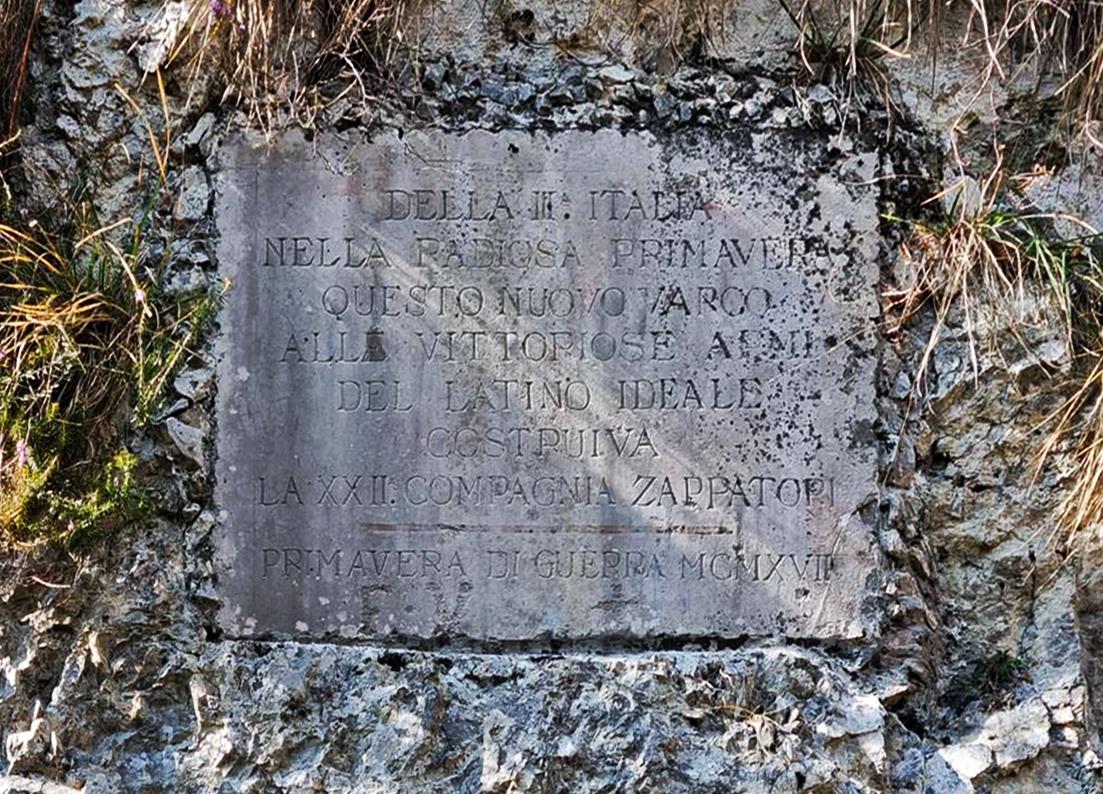 DELLA III: ITALIA
NELLA RADIOSA PRIMAVERA
QUESTO NUOVO VARCO
ALLE VITTORIOSE ARMI
DEL LATINO IDEALE
COSTRUIVA
LA XXII. COMPAGNIA ZAPPATORI
PRIMAVERA DI GUERRA MCMXVII